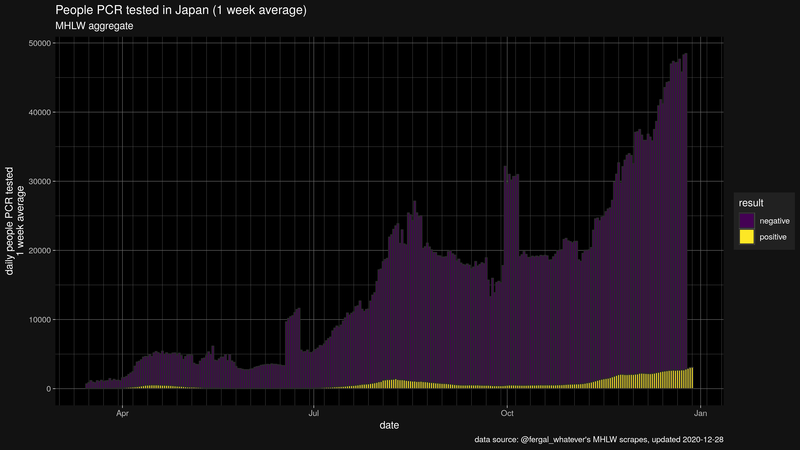 People PCR tested in Japan (1 week average)
MHLW aggregate
daily people PCR tested
1 week average
50000
40000
30000
20000
10000
0
Apr
Jul
Oct
Jan
date
result
negative
positive
data source: @fergal_whatever's MHLW scrapes, updated 2020-12-28